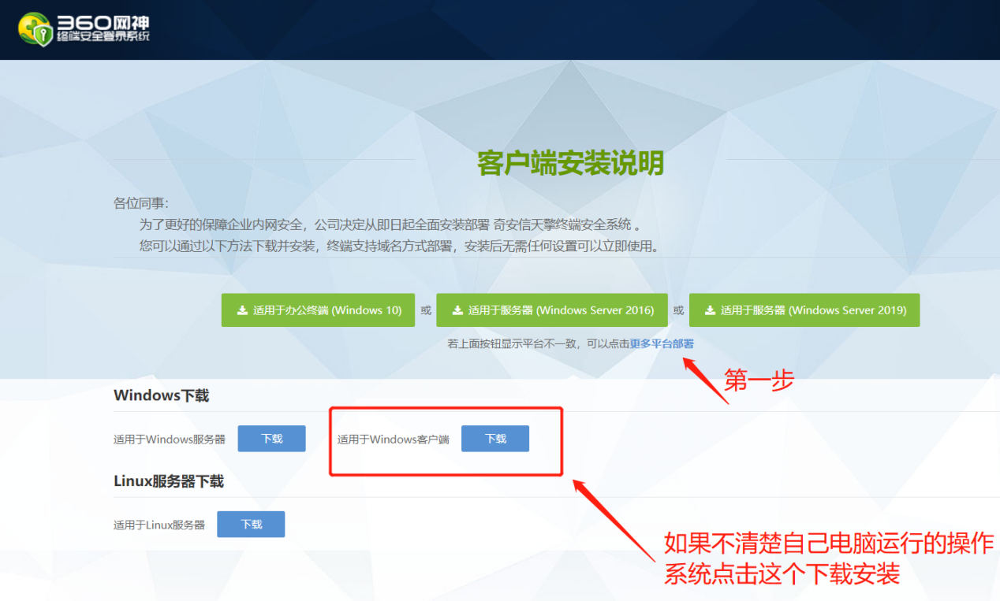 360网神
终端安全登录系统
客户端安装说明
各位同事：
为了更好的保障企业内网安全，公司决定从即日起全面安装部署 奇安信天擎终端安全系统 。
您可以通过以下方法下载并安装，终端支持域名方式部署，安装后无需任何设置可以立即使用。
适用于办公终端 (Windows 10) 或 适用于服务器 (Windows Server 2016) 或 适用于服务器 (Windows Server 2019)
若上面按钮显示平台不一致，可以点击更多平台部署
第一步
Windows下载
适用于Windows服务器 下载 适用于Windows客户端 下载
Linux服务器下载
适用于Linux服务器 下载
如果不清楚自己电脑运行的操作
系统点击这个下载安装